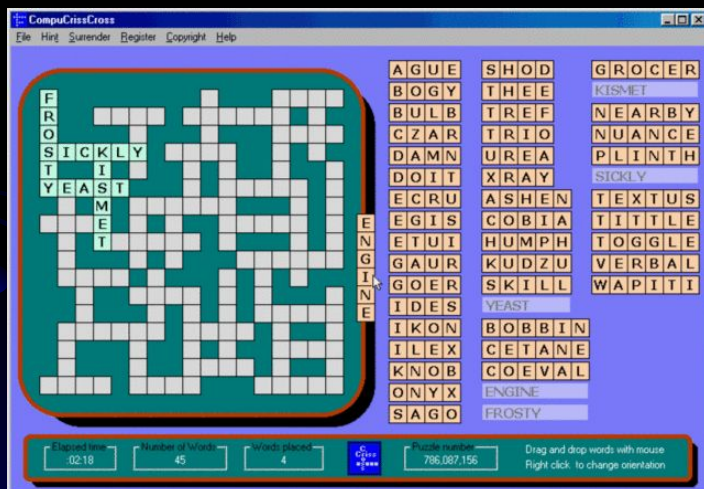 CompuCrissCross
File Hint Surrender Register Copyright Help
FROSTY
SICKLY
KISMET
YEAST
ENGINE
AGUE
BOGY
BULB
CZAR
DAMN
DOIT
ECRU
EGIS
ETUI
GAUR
GOER
IDES
IKON
ILEX
KNOB
ONYX
SAGO
SHOD
THEE
TREF
TRIO
UREA
XRAY
ASHEN
COBIA
HUMPH
KUDZU
SKILL
YEAST
BOBBIN
CETANE
COEVAL
ENGINE
FROSTY
GROCER
KISMET
NEARBY
NUANCE
PLINTH
SICKLY
TEXTUS
TITTLE
TOGGLE
VERBAL
WAPITI
Elapsed time
:02:18
Number of Words
45
Words placed
4
Puzzle number
786,087,156
Drag and drop words with mouse
Right click to change orientation